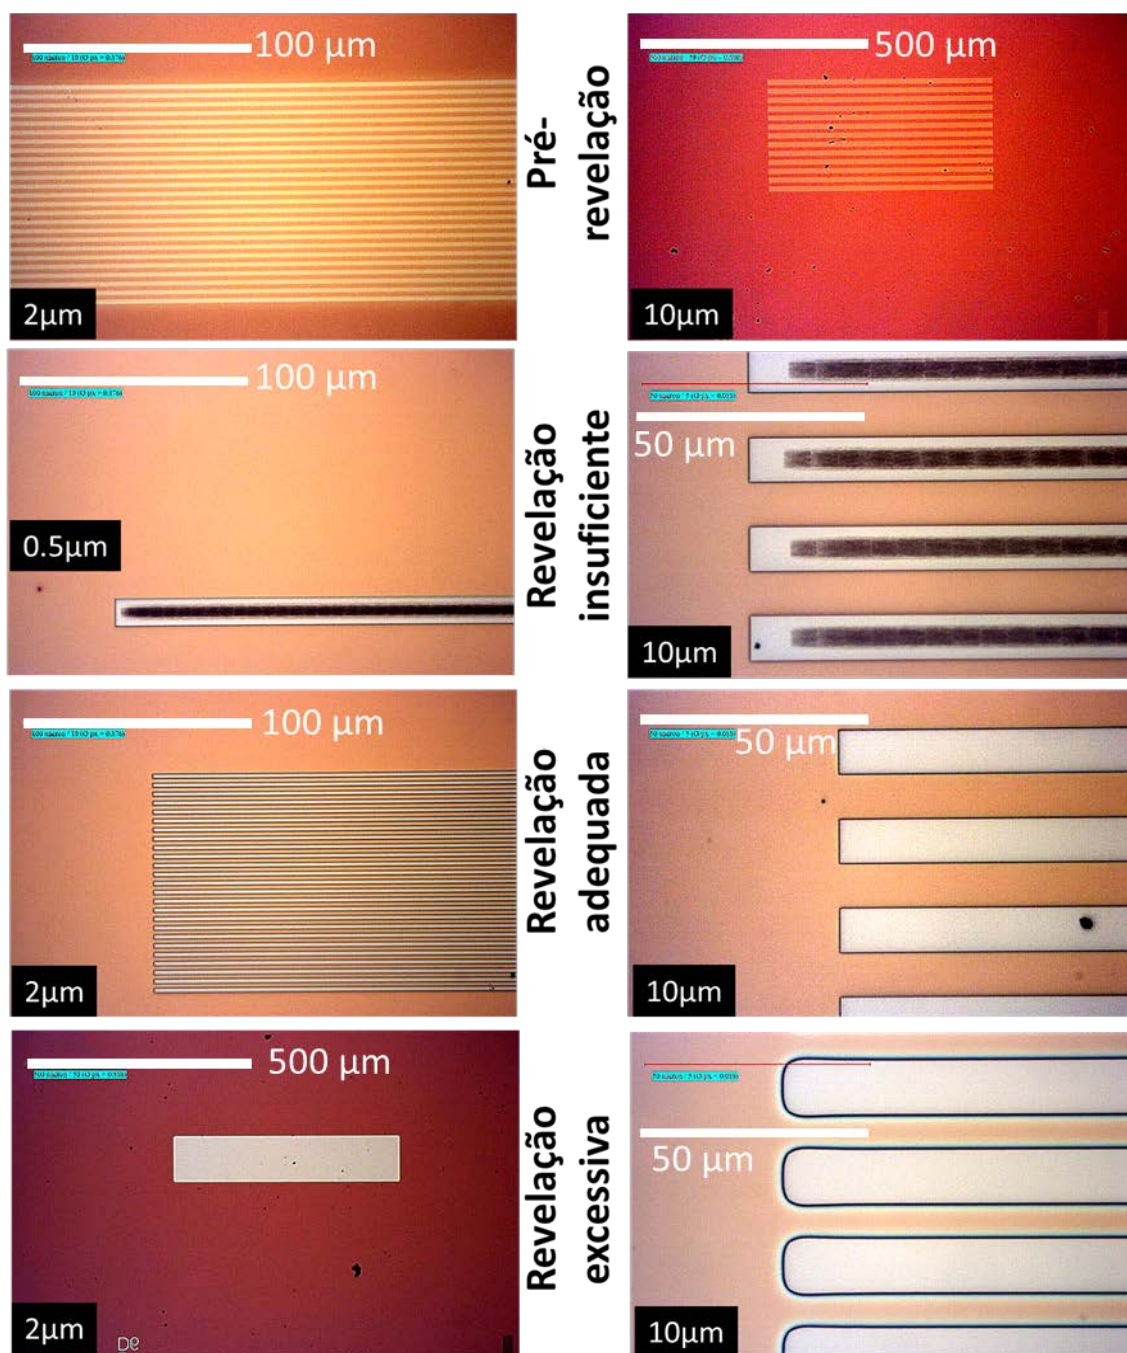 100 µm
500 µm
Pré-
revelação
2µm
10µm
100 µm
50 µm
Revelação
insuficiente
0.5µm
10µm
100 µm
50 µm
Revelação
adequada
2µm
10µm
500 µm
50 µm
Revelação
excessiva
2µm
10µm